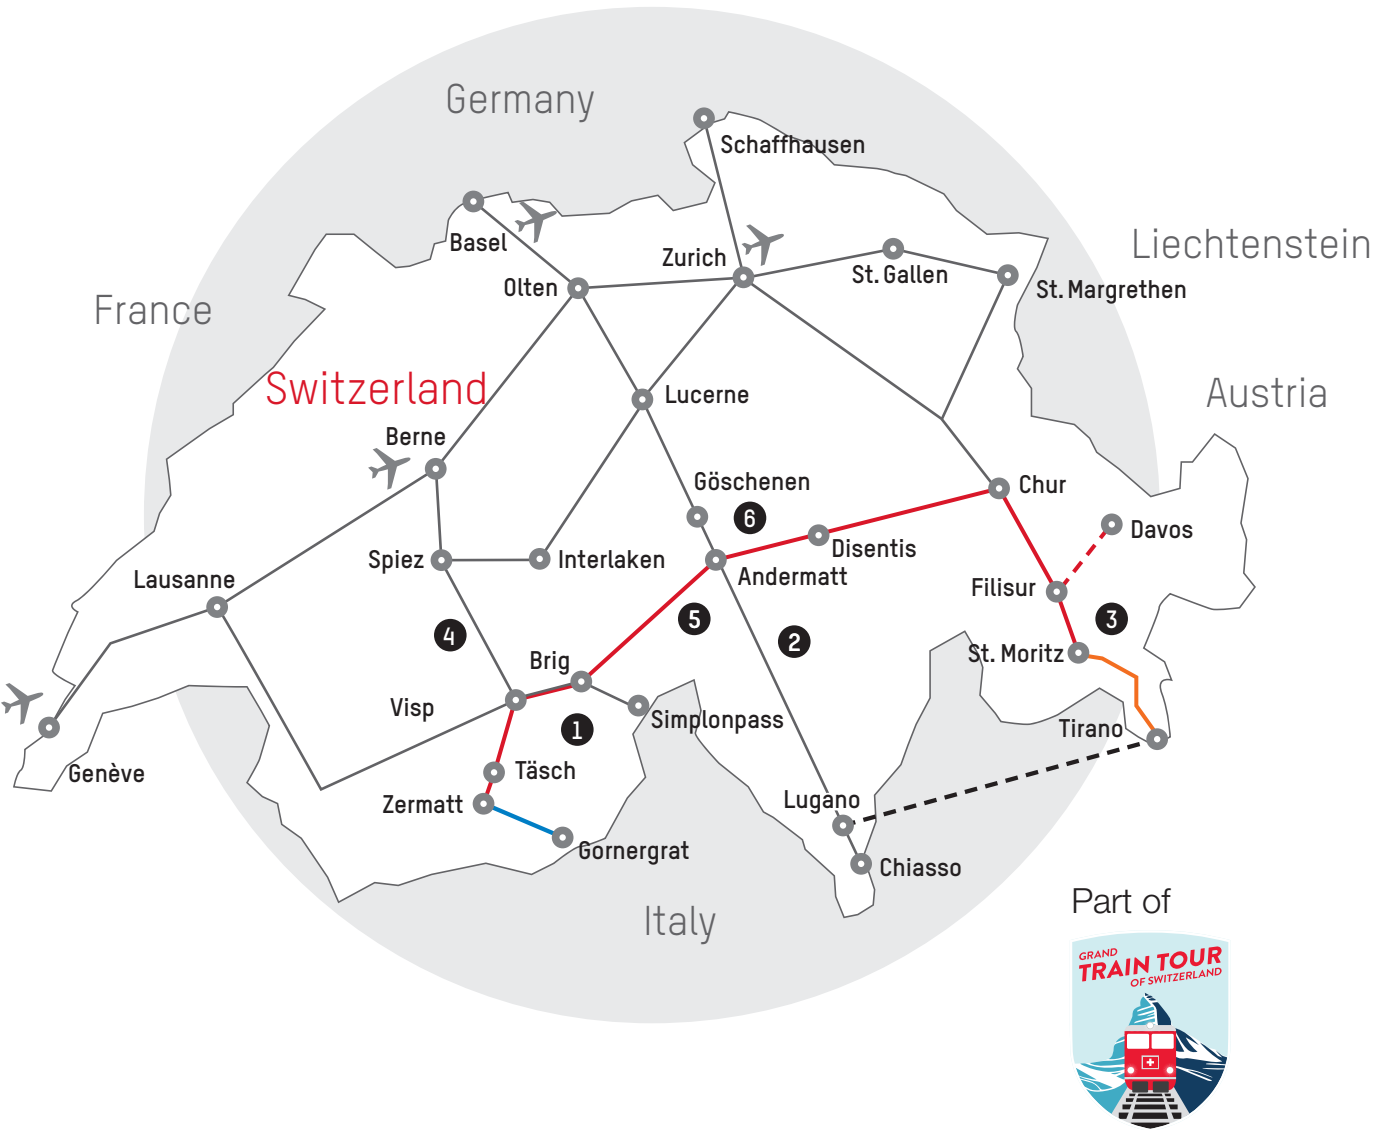 Germany
Schaffhausen
Basel
Zurich
Liechtenstein
St. Gallen
Olten
St. Margrethen
France
Switzerland
Lucerne
Austria
Berne
Göschenen
Chur
6
Davos
Disentis
Spiez
Interlaken
Andermatt
Lausanne
Filisur
5
3
4
2
St. Moritz
Brig
Visp
Simplonpass
1
Tirano
Täsch
Genève
Zermatt
Lugano
Gornergrat
Chiasso
Italy
Part of
GRAND
TRAIN TOUR
OF SWITZERLAND